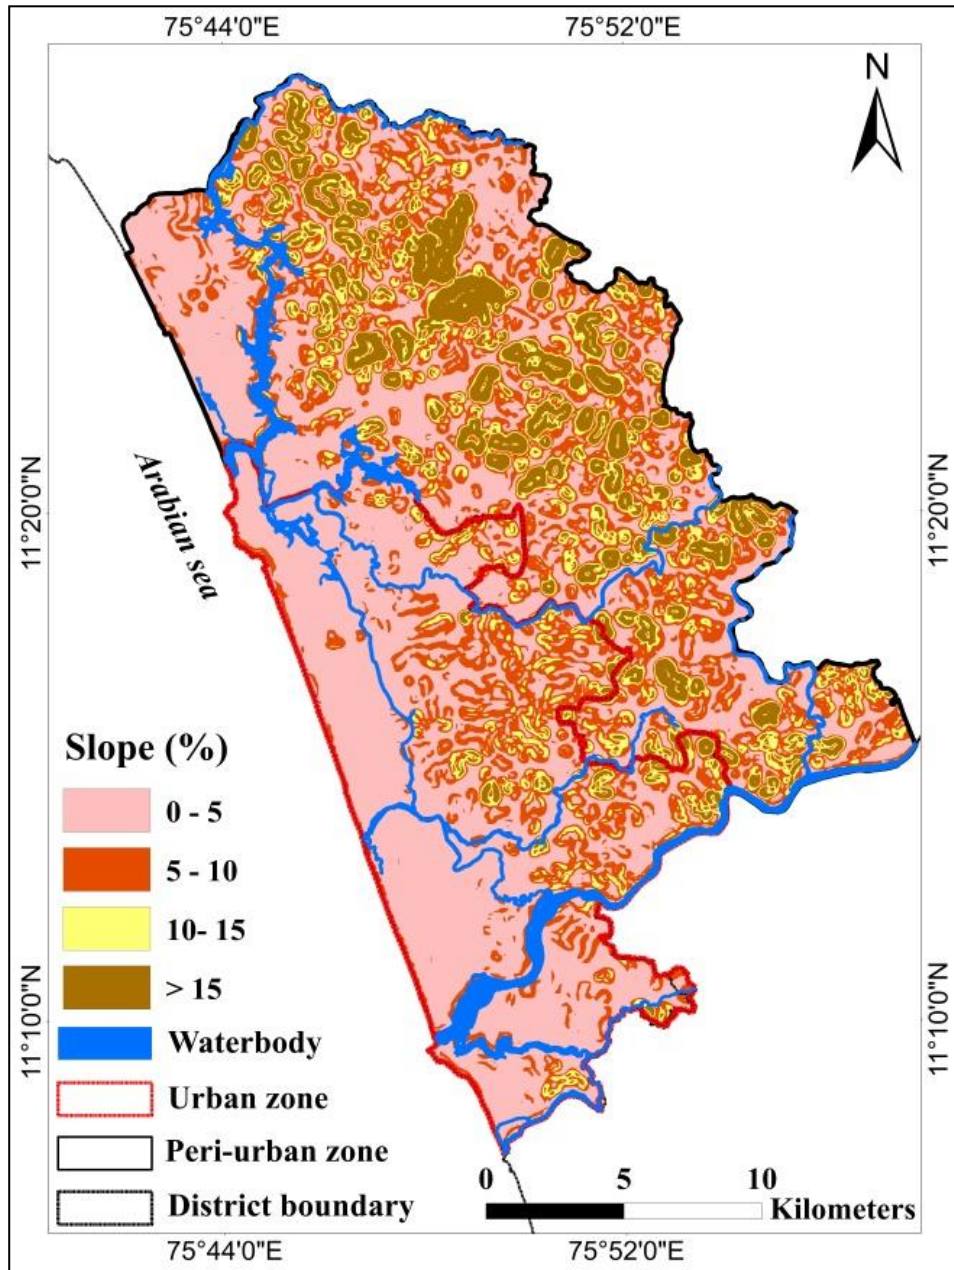 75°44'0"E
75°52'0"E
N
11°20'0"N
Arabian sea
11°20'0"N
Slope (%)
0 - 5
5 - 10
10- 15
> 15
Waterbody
Urban zone
Peri-urban zone
District boundary
11°10'0"N
11°10'0"N
0 5 10
Kilometers
75°44'0"E
75°52'0"E